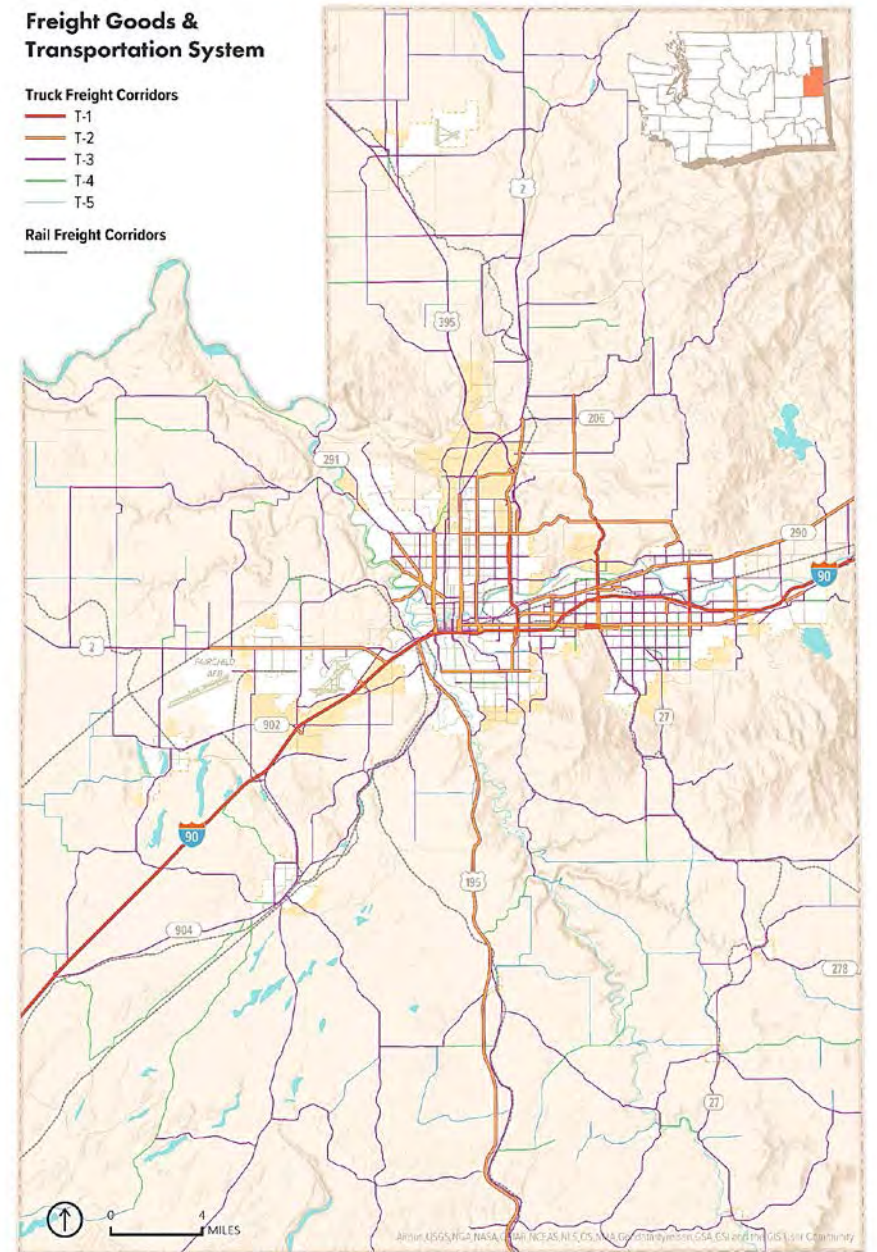 Freight Goods &
Transportation System
Truck Freight Corridors
T-1
T-2
T-3
T-4
T-5
Rail Freight Corridors
2
395
206
291
290
90
2
FAIRCHILD
AFB
902
27
90
195
904
278
27
0 4
MILES